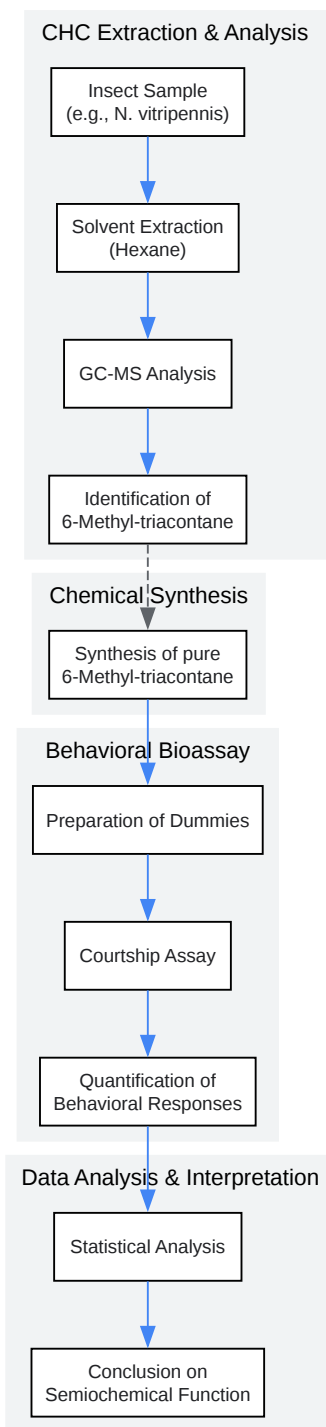 CHC Extraction & Analysis
Insect Sample
(e.g., N. vitripennis)
Solvent Extraction
(Hexane)
GC-MS Analysis
Identification of
6-Methyl-triacontane
Chemical Synthesis
Synthesis of pure
6-Methyl-triacontane
Behavioral Bioassay
Preparation of Dummies
Courtship Assay
Quantification of
Behavioral Responses
Data Analysis & Interpretation
Statistical Analysis
Conclusion on
Semiochemical Function